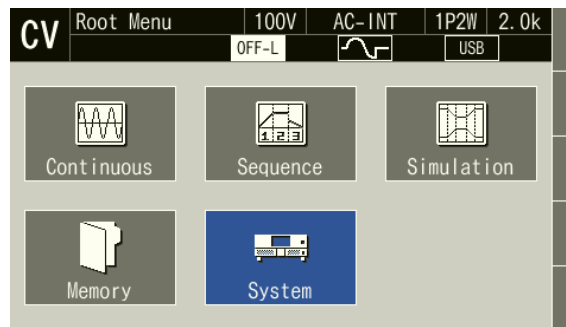 CV Root Menu 100V AC-INT 1P2W 2.0k
OFF-L USB
1 2 3
Continuous Sequence Simulation
Memory System